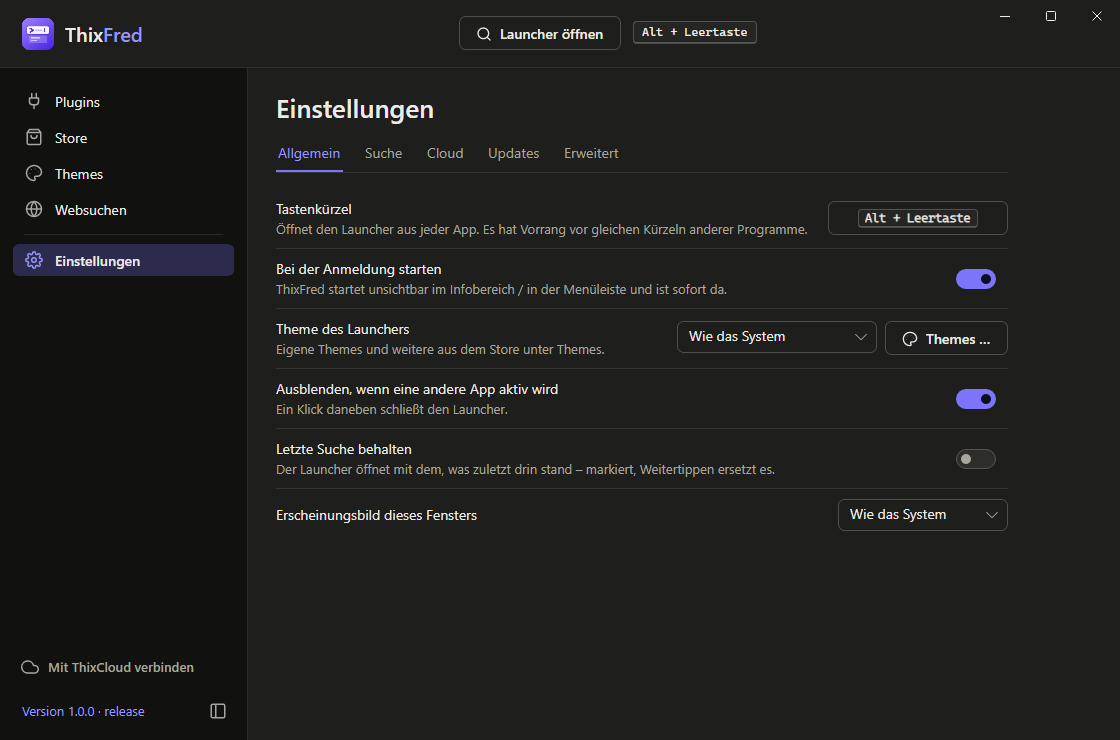 ThixFred
Launcher öffnen
Alt + Leertaste
Plugins
Store
Themes
Websuchen
Einstellungen
Mit ThixCloud verbinden
Version 1.0.0 · release
Einstellungen
Allgemein Suche Cloud Updates Erweitert
Tastenkürzel
Öffnet den Launcher aus jeder App. Es hat Vorrang vor gleichen Kürzeln anderer Programme.
Alt + Leertaste
Bei der Anmeldung starten
ThixFred startet unsichtbar im Infobereich / in der Menüleiste und ist sofort da.
Theme des Launchers
Eigene Themes und weitere aus dem Store unter Themes.
Wie das System
Themes ...
Ausblenden, wenn eine andere App aktiv wird
Ein Klick daneben schließt den Launcher.
Letzte Suche behalten
Der Launcher öffnet mit dem, was zuletzt drin stand – markiert, Weitertippen ersetzt es.
Erscheinungsbild dieses Fensters
Wie das System